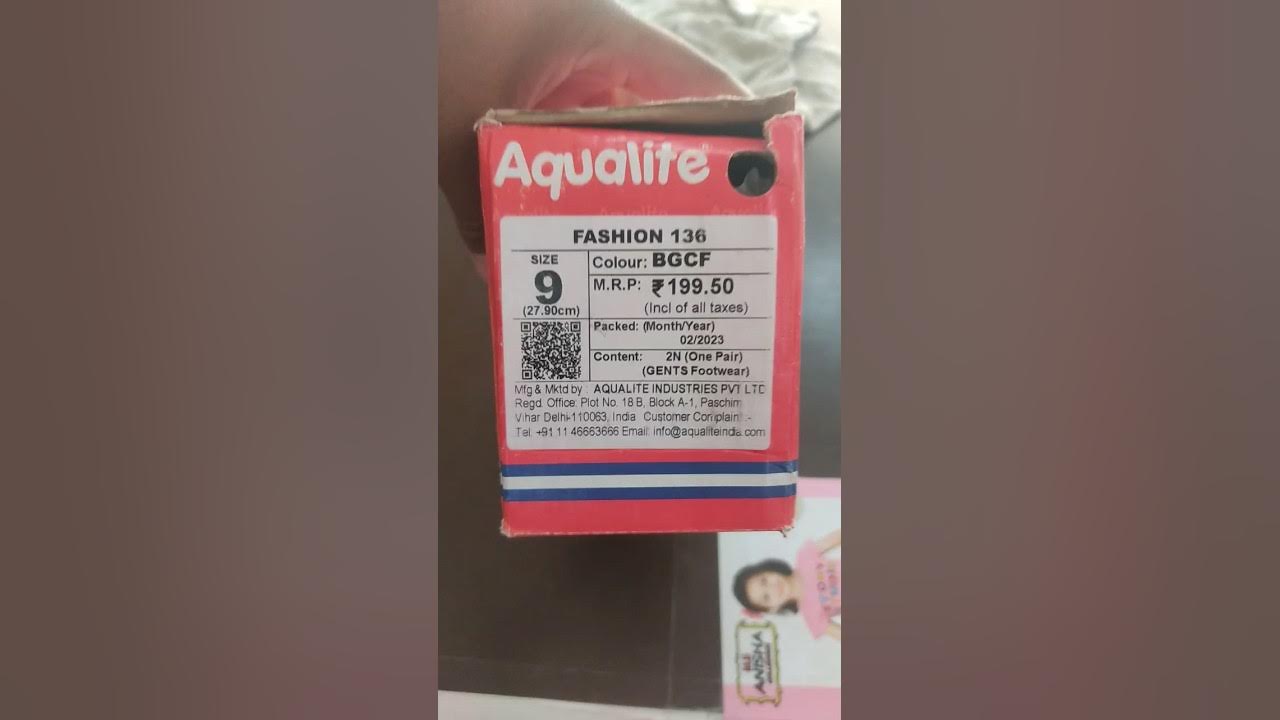 Aqualite
FASHION 136
SIZE
9
(27.90cm)
Colour: BGCF
M.R.P: ₹199.50
(Incl of all taxes)
Packed: (Month/Year)
02/2023
Content: 2N (One Pair)
(GENTS Footwear)
Mfg & Mktd by : AQUALITE INDUSTRIES PVT LTD
Regd. Office: Plot No. 18 B, Block A-1, Paschim
Vihar Delhi-110063, India Customer Complaint:-
Tel: +91 11 46663666 Email: info@aqualiteindia.com
ANISHA